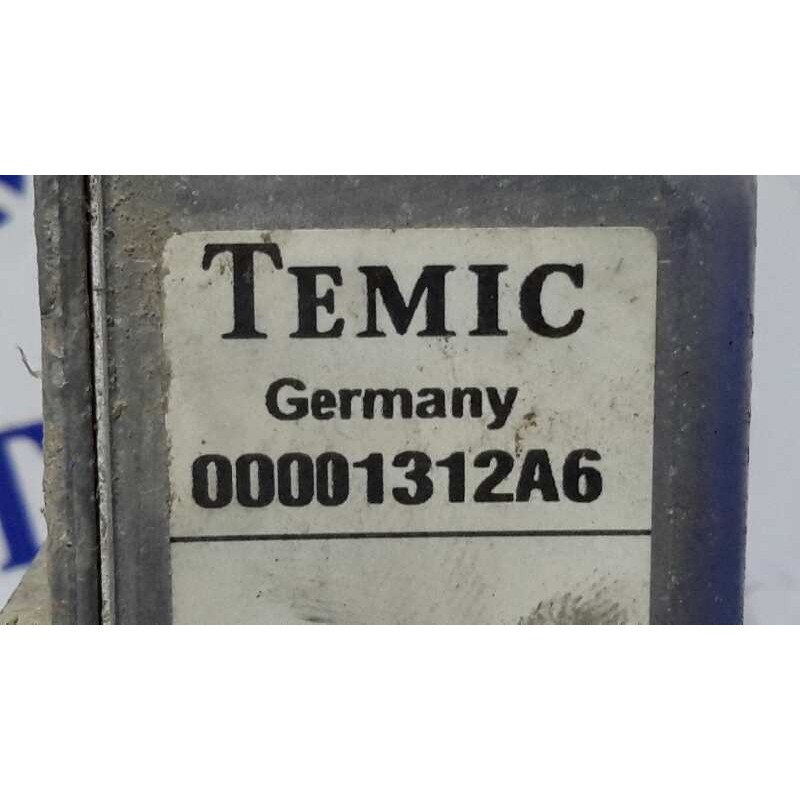 TEMIC
Germany
00001312A6